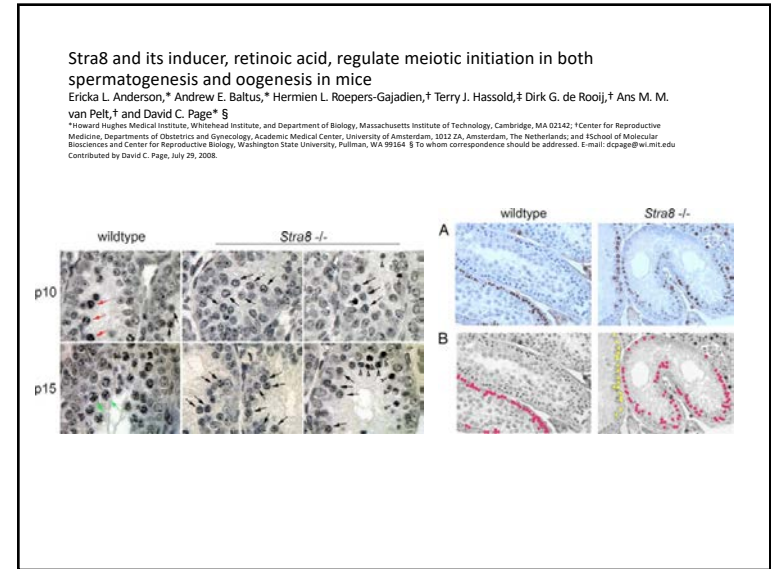 Stra8 and its inducer, retinoic acid, regulate meiotic initiation in both
spermatogenesis and oogenesis in mice
Ericka L. Anderson,* Andrew E. Baltus,* Hermien L. Roepers-Gajadien,† Terry J. Hassold,‡ Dirk G. de Rooij,† Ans M. M.
van Pelt,† and David C. Page* §
*Howard Hughes Medical Institute, Whitehead Institute, and Department of Biology, Massachusetts Institute of Technology, Cambridge, MA 02142; †Center for Reproductive
Medicine, Departments of Obstetrics and Gynecology, Academic Medical Center, University of Amsterdam, 1012 ZA, Amsterdam, The Netherlands; and ‡School of Molecular
Biosciences and Center for Reproductive Biology, Washington State University, Pullman, WA 99164 § To whom correspondence should be addressed. E-mail: dcpage@wi.mit.edu
Contributed by David C. Page, July 29, 2008.
wildtype Stra8 -/-
p10
p15
wildtype Stra8 -/-
A
B